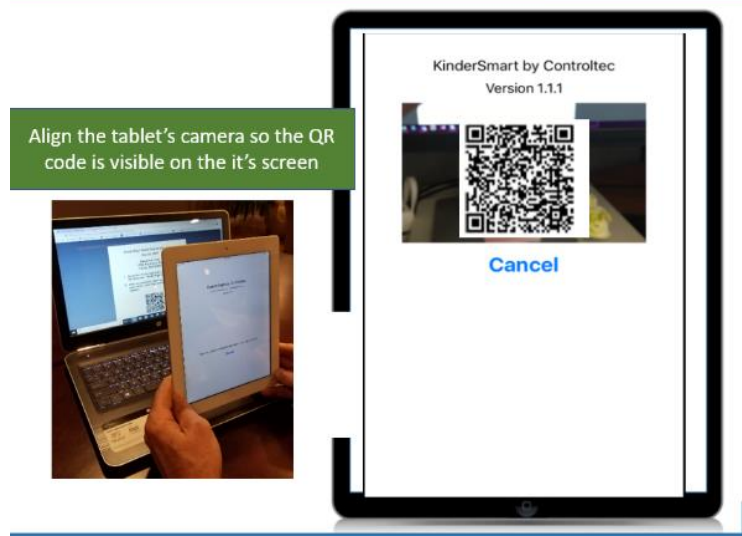 KinderSmart by Controltec
Version 1.1.1
Align the tablet's camera so the QR
code is visible on the it's screen
Cancel